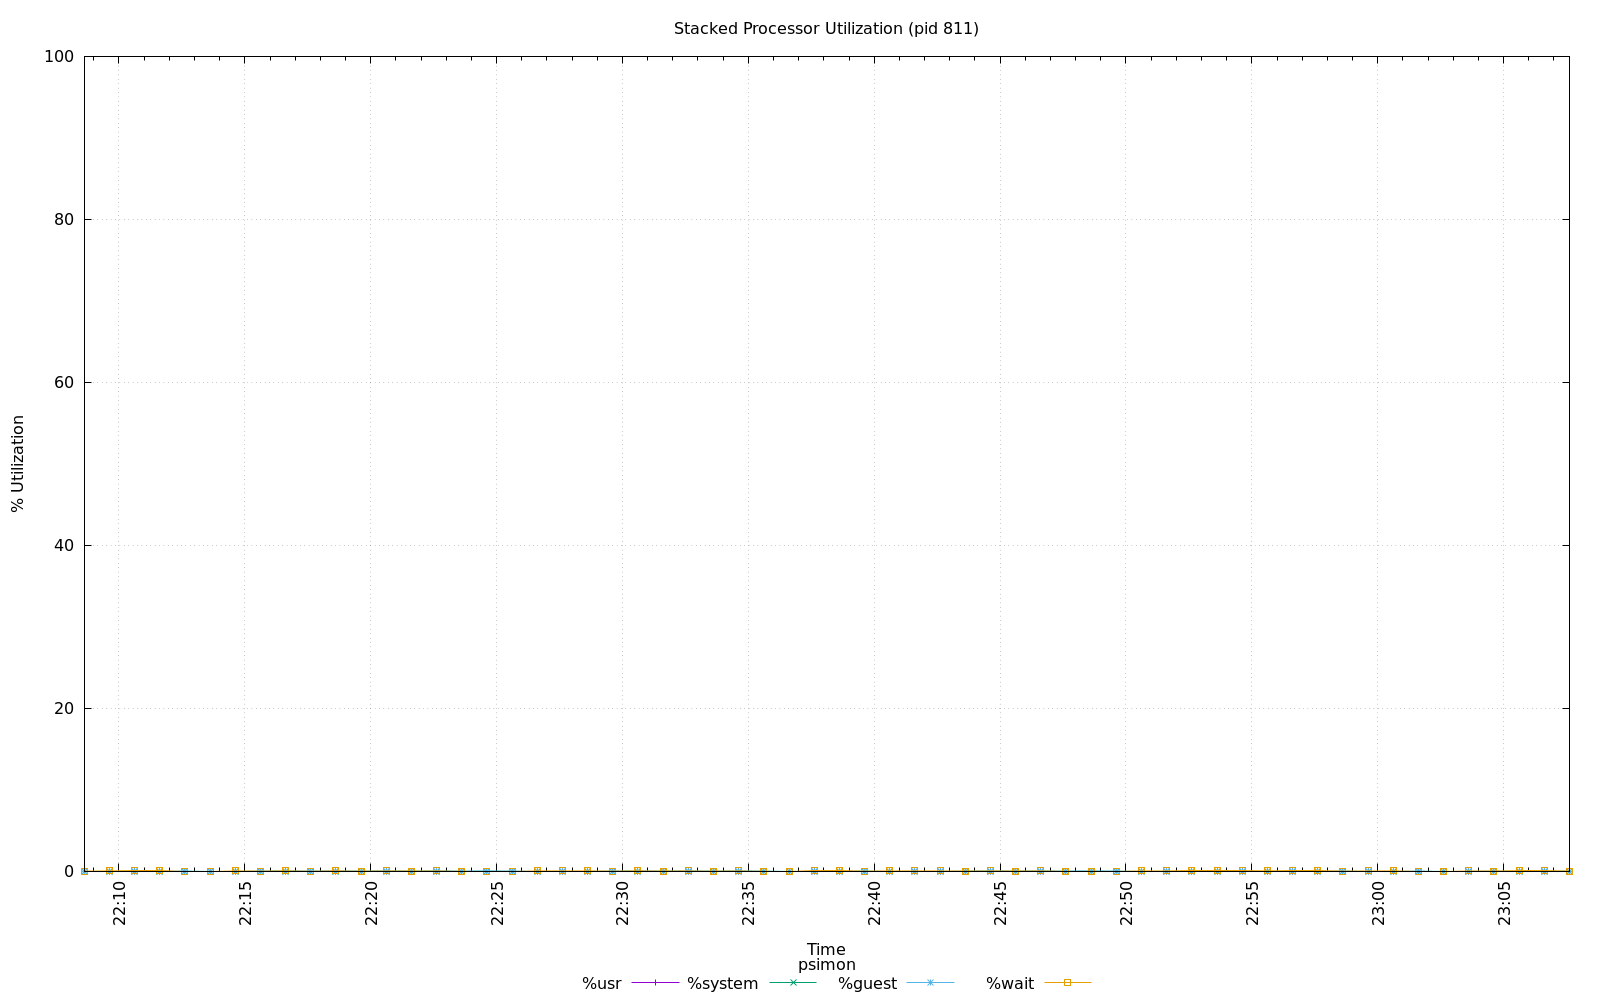 Stacked Processor Utilization (pid 811)
100
80
60
40
20
0
% Utilization
22:10 22:15 22:20 22:25 22:30 22:35 22:40 22:45 22:50 22:55 23:00 23:05
Time
psimon
%usr %system %guest %wait